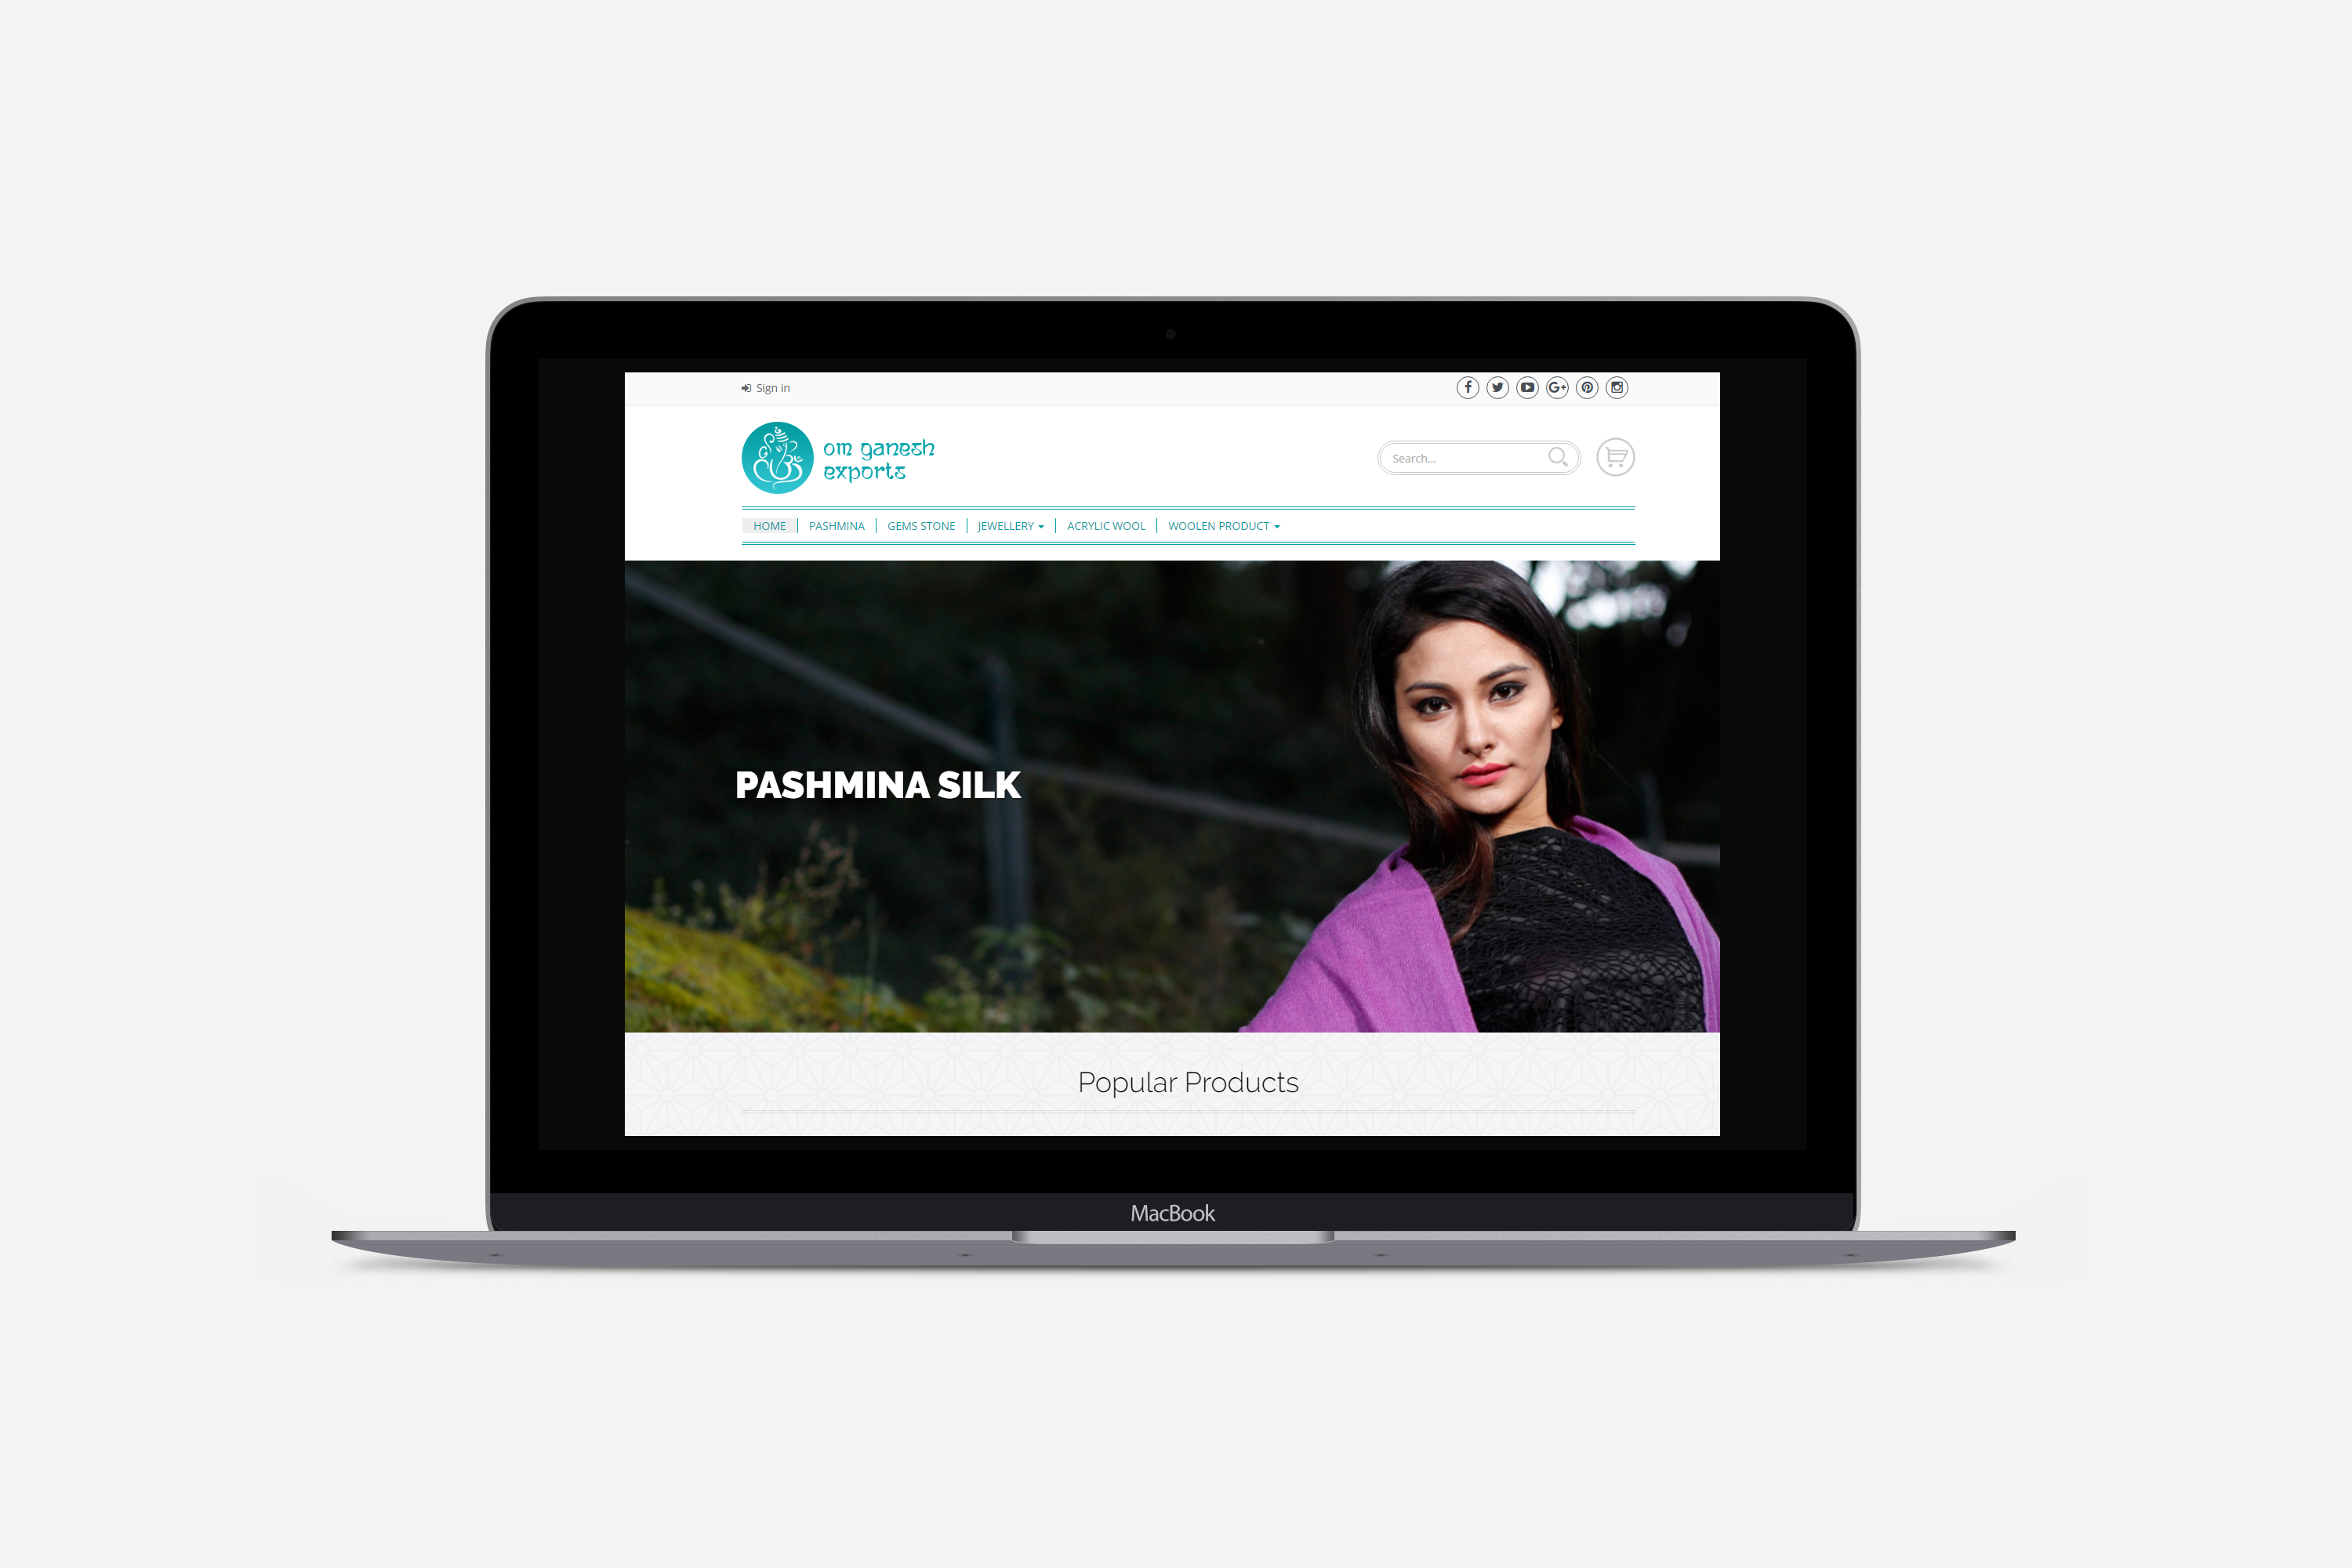 Sign in
om ganesh
exports
Search...
HOME PASHMINA GEMS STONE JEWELLERY ACRYLIC WOOL WOOLEN PRODUCT
PASHMINA SILK
Popular Products
MacBook